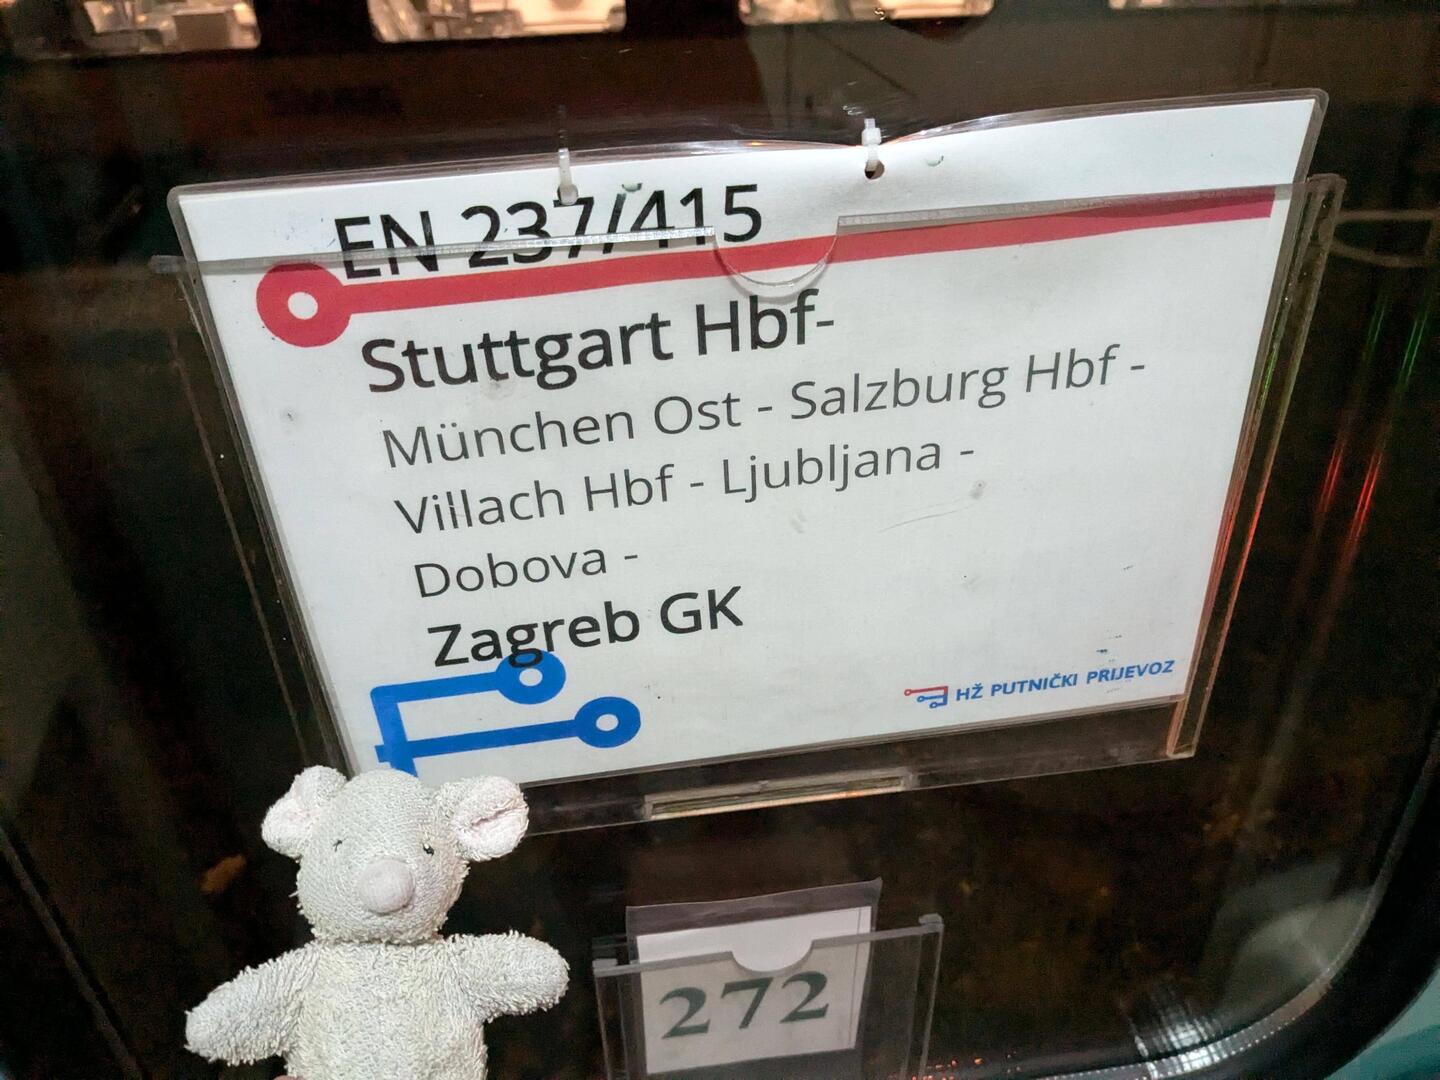 EN 237/415
Stuttgart Hbf-
München Ost - Salzburg Hbf -
Villach Hbf - Ljubljana -
Dobova -
Zagreb GK
HŽ PUTNIČKI PRIJEVOZ
272